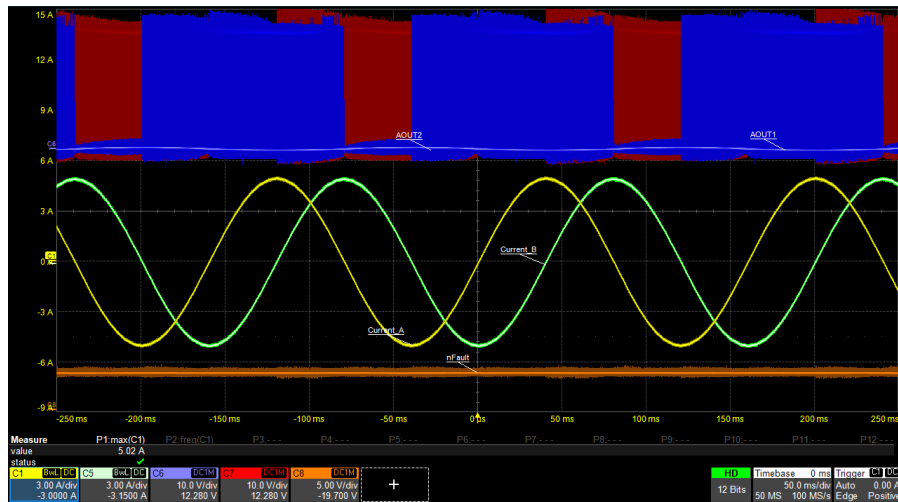 15 A
12 A
9 A
C6
AOUT2
AOUT1
6 A
3 A
C1
0 A
Current_B
-3 A
Current_A
nFault
-6 A
-9 A
C8
-250 ms -200 ms -150 ms -100 ms -50 ms 0 ms 50 ms 100 ms 150 ms 200 ms 250 ms
Measure P1:max(C1) P2:freq(C1) P3:--- P4:--- P5:--- P6:--- P7:--- P8:--- P9:--- P10:--- P11:--- P12:---
value 5.02 A
status
C1 BwL DC C5 BwL DC C6 DC1M C7 DC1M C8 DC1M HD Timebase 0 ms Trigger C1 DC
3.00 A/div 3.00 A/div 10.0 V/div 10.0 V/div 5.00 V/div + 12 Bits 50.0 ms/div Auto 0.00 A
-3.0000 A -3.1500 A 12.280 V 12.280 V -19.700 V 50 MS 100 MS/s Edge Positive